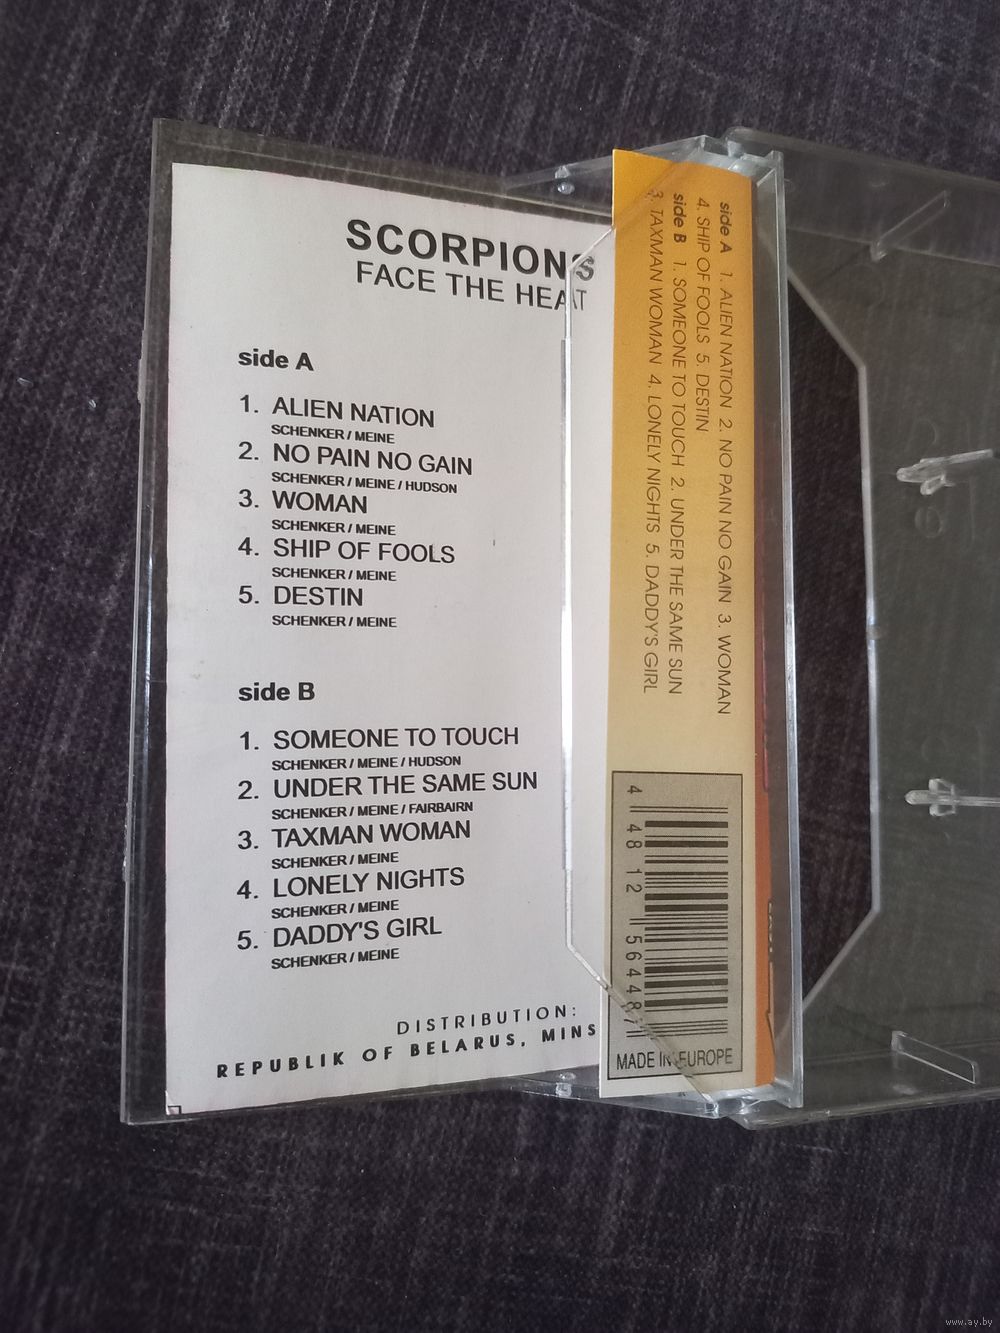 SCORPIONS
FACE THE HEAT
side A
1. ALIEN NATION
SCHENKER / MEINE
2. NO PAIN NO GAIN
SCHENKER / MEINE / HUDSON
3. WOMAN
SCHENKER / MEINE
4. SHIP OF FOOLS
SCHENKER / MEINE
5. DESTIN
SCHENKER / MEINE
side B
1. SOMEONE TO TOUCH
SCHENKER / MEINE / HUDSON
2. UNDER THE SAME SUN
SCHENKER / MEINE / FAIRBAIRN
3. TAXMAN WOMAN
SCHENKER / MEINE
4. LONELY NIGHTS
SCHENKER / MEINE
5. DADDY'S GIRL
SCHENKER / MEINE
DISTRIBUTION:
REPUBLIK OF BELARUS, MINS
side A 1. ALIEN NATION 2. NO PAIN NO GAIN 3. WOMAN
4. SHIP OF FOOLS 5. DESTIN
side B 1. SOMEONE TO TOUCH 2. UNDER THE SAME SUN
3. TAXMAN WOMAN 4. LONELY NIGHTS 5. DADDY'S GIRL
4 48 12 564487
MADE IN EUROPE
www.ay.by